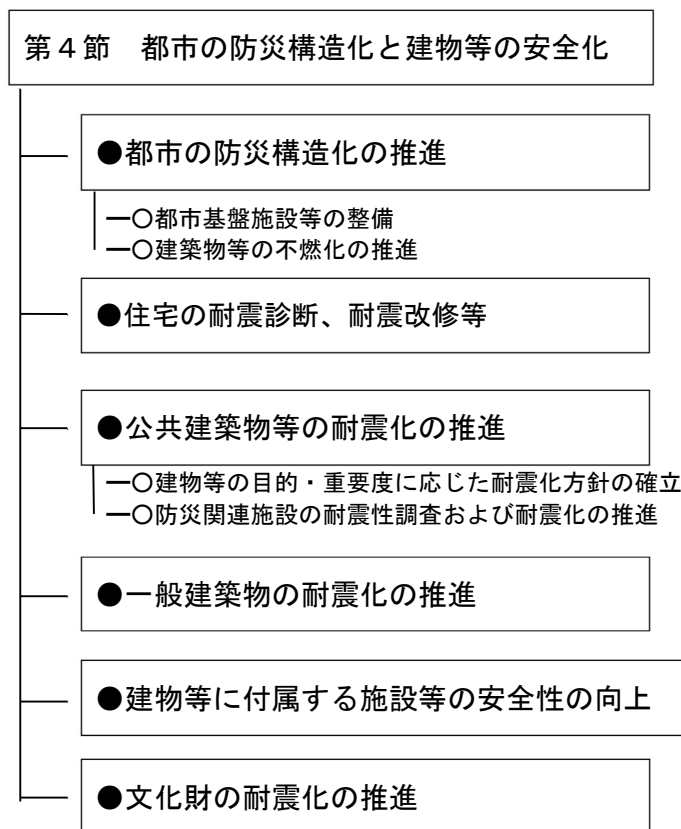 第４節　都市の防災構造化と建物等の安全化
●都市の防災構造化の推進
○都市基盤施設等の整備
○建築物等の不燃化の推進
●住宅の耐震診断、耐震改修等
●公共建築物等の耐震化の推進
○建物等の目的・重要度に応じた耐震化方針の確立
○防災関連施設の耐震性調査および耐震化の推進
●一般建築物の耐震化の推進
●建物等に付属する施設等の安全性の向上
●文化財の耐震化の推進